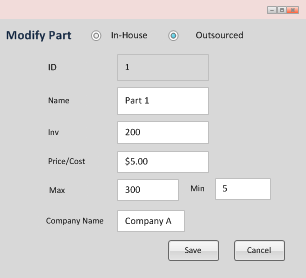 Modify Part In-House Outsourced
ID 1
Name Part 1
Inv 200
Price/Cost $5.00
Max 300 Min 5
Company Name Company A
Save Cancel